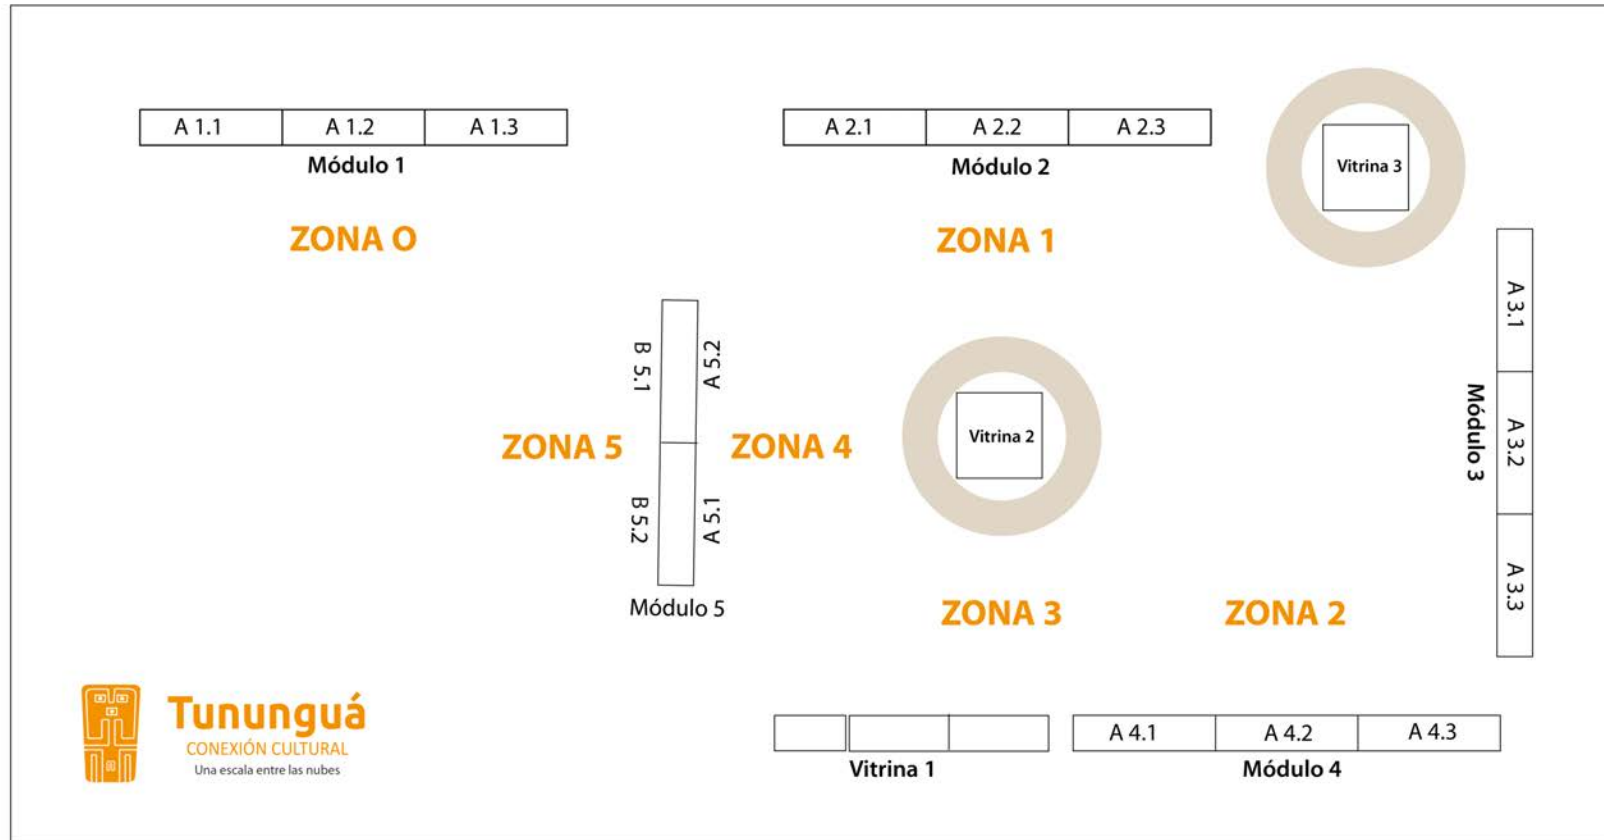 A 1.1 A 1.2 A 1.3
Módulo 1
ZONA O
A 2.1 A 2.2 A 2.3
Módulo 2
ZONA 1
Vitrina 3
A 3.1
A 3.2
A 3.3
Módulo 3
B 5.1
A 5.2
ZONA 5
ZONA 4
B 5.2
A 5.1
Módulo 5
Vitrina 2
ZONA 3
ZONA 2
Tununguá
CONEXIÓN CULTURAL
Una escala entre las nubes
Vitrina 1
A 4.1 A 4.2 A 4.3
Módulo 4